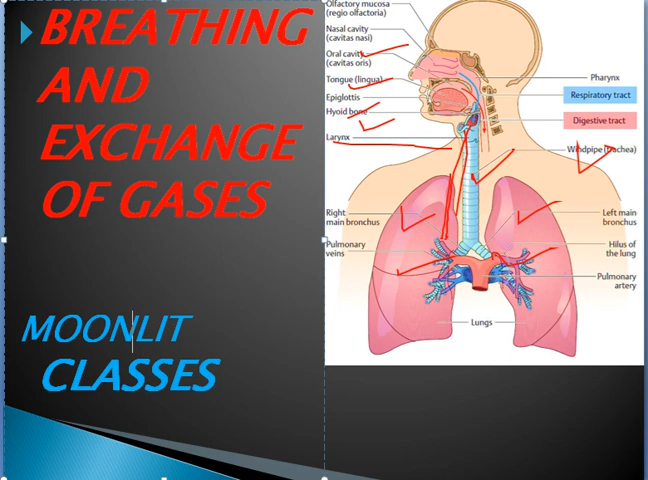 BREATHING
AND
EXCHANGE
OF GASES
MOONLIT
CLASSES
Olfactory mucosa
(regio olfactoria)
Nasal cavity
(cavitas nasi)
Oral cavity
(cavitas oris)
Tongue (lingua)
Epiglottis
Hyoid bone
Larynx
Right
main bronchus
Pulmonary
veins
Pharynx
Respiratory tract
Digestive tract
Windpipe (trachea)
Left main
bronchus
Hilus of
the lung
Pulmonary
artery
Lungs